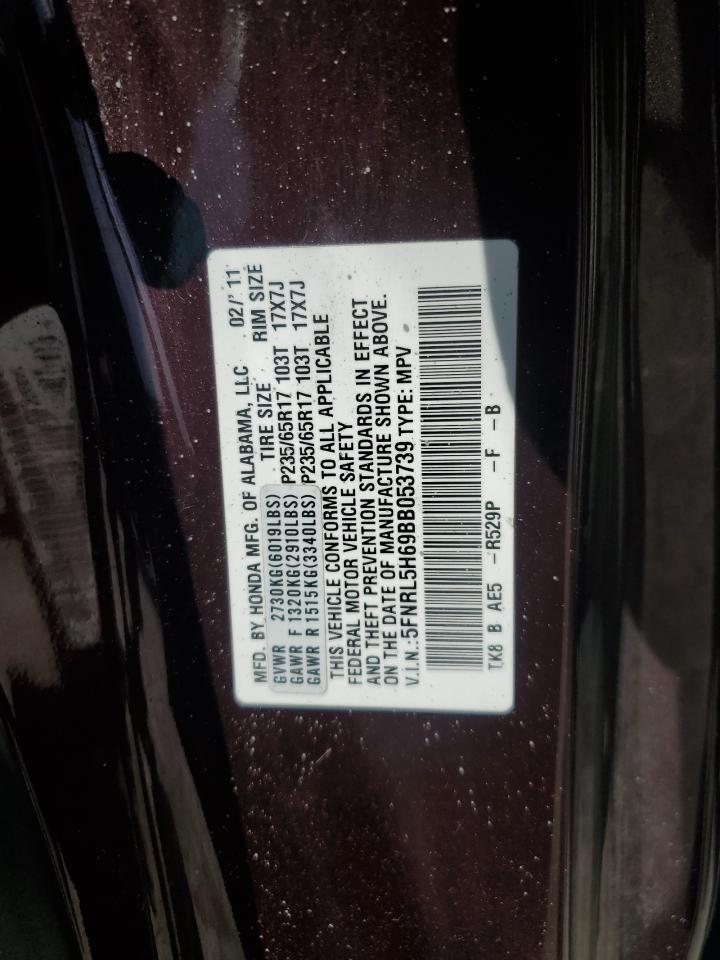 MFD. BY HONDA MFG. OF ALABAMA, LLC 02/'11
TIRE SIZE RIM SIZE
GVWR 2730KG(6019LBS)
GAWR F 1320KG(2910LBS) P235/65R17 103T 17X7J
GAWR R 1515KG(3340LBS) P235/65R17 103T 17X7J
THIS VEHICLE CONFORMS TO ALL APPLICABLE
FEDERAL MOTOR VEHICLE SAFETY
AND THEFT PREVENTION STANDARDS IN EFFECT
ON THE DATE OF MANUFACTURE SHOWN ABOVE.
V.I.N.:5FNRL5H69BB053739 TYPE: MPV
TK8 B AE5 -R529P -F -B